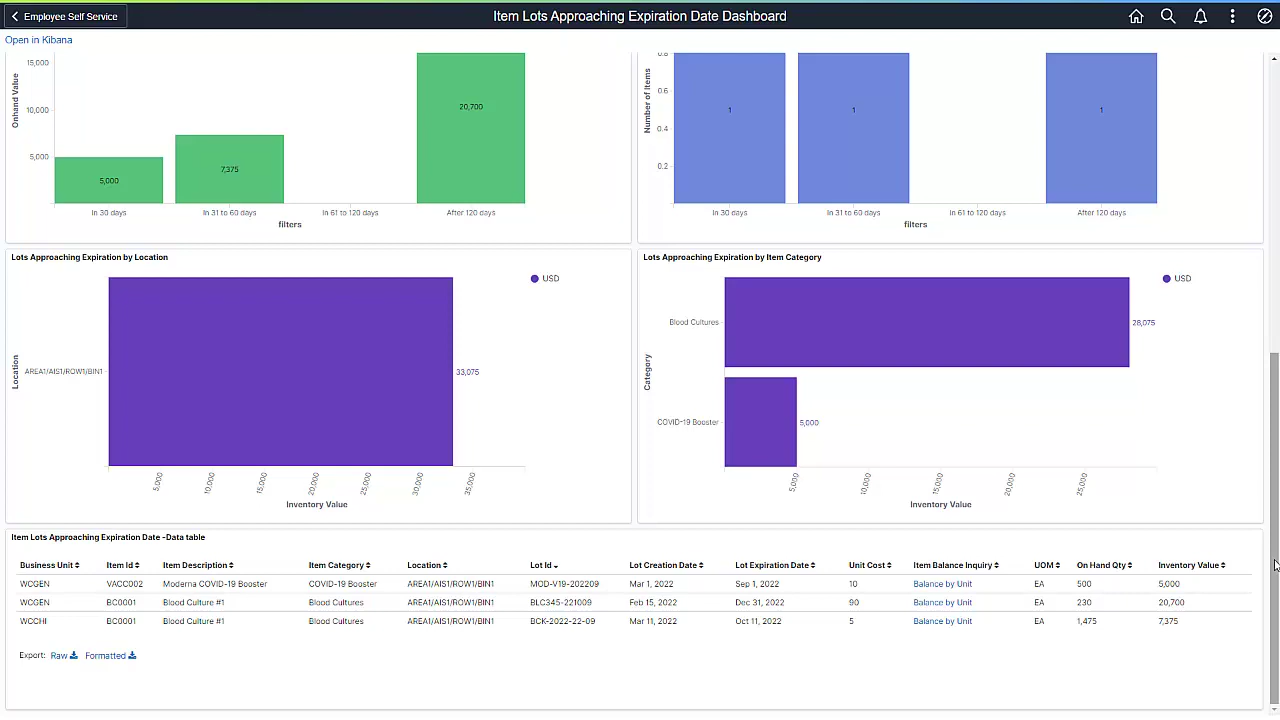 Employee Self Service
Item Lots Approaching Expiration Date Dashboard
Open in Kibana
Onhand Value
15,000
10,000
5,000
5,000
7,375
20,700
In 30 days
In 31 to 60 days
In 61 to 120 days
After 120 days
filters
Number of Items
0.8
0.6
0.4
0.2
1
1
1
In 30 days
In 31 to 60 days
In 61 to 120 days
After 120 days
filters
Lots Approaching Expiration by Location
USD
Location
AREA1/AIS1/ROW1/BIN1
33,075
5,000
10,000
15,000
20,000
25,000
30,000
35,000
Inventory Value
Lots Approaching Expiration by Item Category
USD
Category
Blood Cultures
28,075
COVID-19 Booster
5,000
5,000
10,000
15,000
20,000
25,000
Inventory Value
Item Lots Approaching Expiration Date -Data table
Business Unit Item Id Item Description Item Category Location Lot Id Lot Creation Date Lot Expiration Date Unit Cost Item Balance Inquiry UOM On Hand Qty Inventory Value
WCGEN VACC002 Moderna COVID-19 Booster COVID-19 Booster AREA1/AIS1/ROW1/BIN1 MOD-V19-202209 Mar 1, 2022 Sep 1, 2022 10 Balance by Unit EA 500 5,000
WCGEN BC0001 Blood Culture #1 Blood Cultures AREA1/AIS1/ROW1/BIN1 BLC345-221009 Feb 15, 2022 Dec 31, 2022 90 Balance by Unit EA 230 20,700
WCCHI BC0001 Blood Culture #1 Blood Cultures AREA1/AIS1/ROW1/BIN1 BCK-2022-22-09 Mar 11, 2022 Oct 11, 2022 5 Balance by Unit EA 1,475 7,375
Export: Raw Formatted